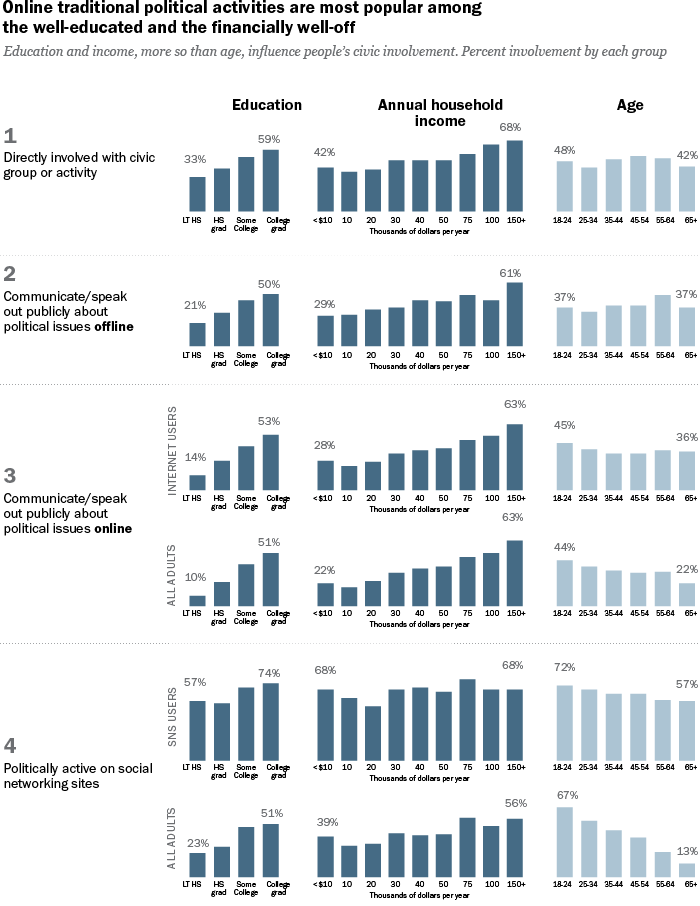 Online traditional political activities are most popular among
the well-educated and the financially well-off
Education and income, more so than age, influence people's civic involvement. Percent involvement by each group
Education
Annual household
income
Age
1
Directly involved with civic
group or activity
33% 59%
LT HS HS grad Some College College grad
42% 68%
<$10 10 20 30 40 50 75 100 150+
Thousands of dollars per year
48% 42%
18-24 25-34 35-44 45-54 55-64 65+
2
Communicate/speak
out publicly about
political issues offline
21% 50%
LT HS HS grad Some College College grad
29% 61%
<$10 10 20 30 40 50 75 100 150+
Thousands of dollars per year
37% 37%
18-24 25-34 35-44 45-54 55-64 65+
3
Communicate/speak
out publicly about
political issues online
INTERNET USERS
14% 53%
LT HS HS grad Some College College grad
28% 63%
<$10 10 20 30 40 50 75 100 150+
Thousands of dollars per year
45% 36%
18-24 25-34 35-44 45-54 55-64 65+
ALL ADULTS
10% 51%
LT HS HS grad Some College College grad
22% 63%
<$10 10 20 30 40 50 75 100 150+
Thousands of dollars per year
44% 22%
18-24 25-34 35-44 45-54 55-64 65+
4
Politically active on social
networking sites
SNS USERS
57% 74%
LT HS HS grad Some College College grad
68% 68%
<$10 10 20 30 40 50 75 100 150+
Thousands of dollars per year
72% 57%
18-24 25-34 35-44 45-54 55-64 65+
ALL ADULTS
23% 51%
LT HS HS grad Some College College grad
39% 56%
<$10 10 20 30 40 50 75 100 150+
Thousands of dollars per year
67% 13%
18-24 25-34 35-44 45-54 55-64 65+